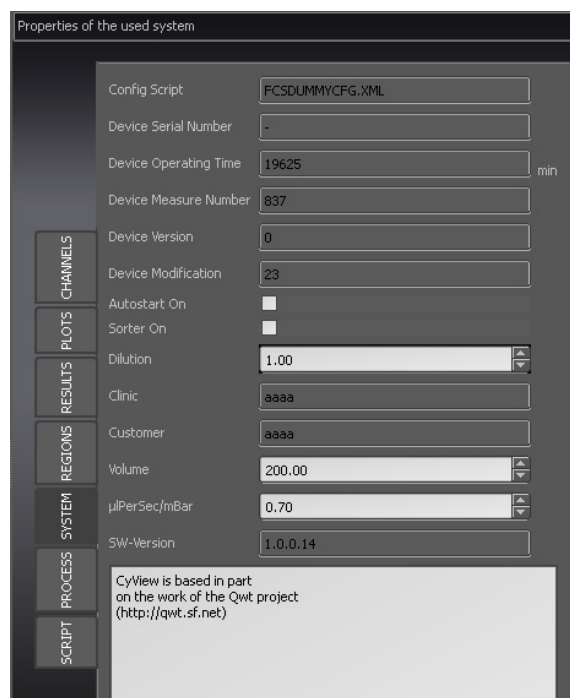 Properties of the used system
Config Script FCSDUMMYCFG.XML
Device Serial Number -
Device Operating Time 19625 min
Device Measure Number 837
Device Version 0
Device Modification 23
Autostart On
Sorter On
Dilution 1.00
Clinic aaaa
Customer aaaa
Volume 200.00
µlPerSec/mBar 0.70
SW-Version 1.0.0.14
CyView is based in part
on the work of the Qwt project
(http://qwt.sf.net)
CHANNELS
PLOTS
RESULTS
REGIONS
SYSTEM
PROCESS
SCRIPT